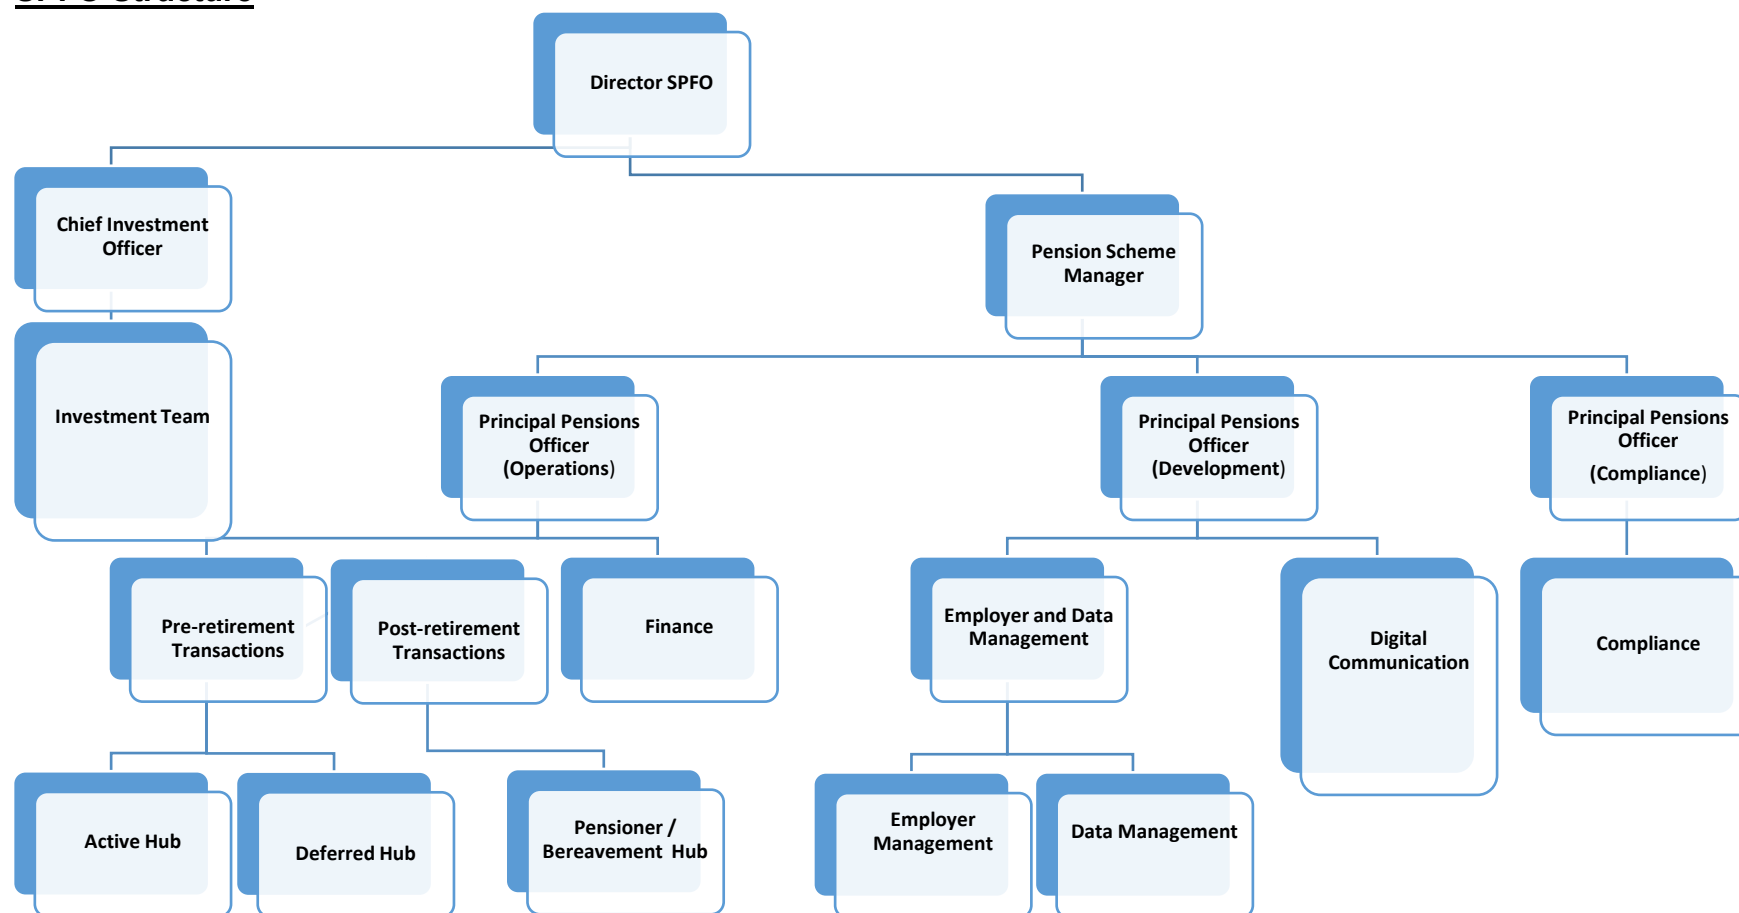 Structure
Director SPFO
Chief Investment
Officer
Pension Scheme
Manager
Investment Team
Principal Pensions
Officer
(Operations)
Principal Pensions
Officer
(Development)
Principal Pensions
Officer
(Compliance)
Pre-retirement
Transactions
Post-retirement
Transactions
Finance
Employer and Data
Management
Digital
Communication
Compliance
Active Hub
Deferred Hub
Pensioner /
Bereavement Hub
Employer
Management
Data Management